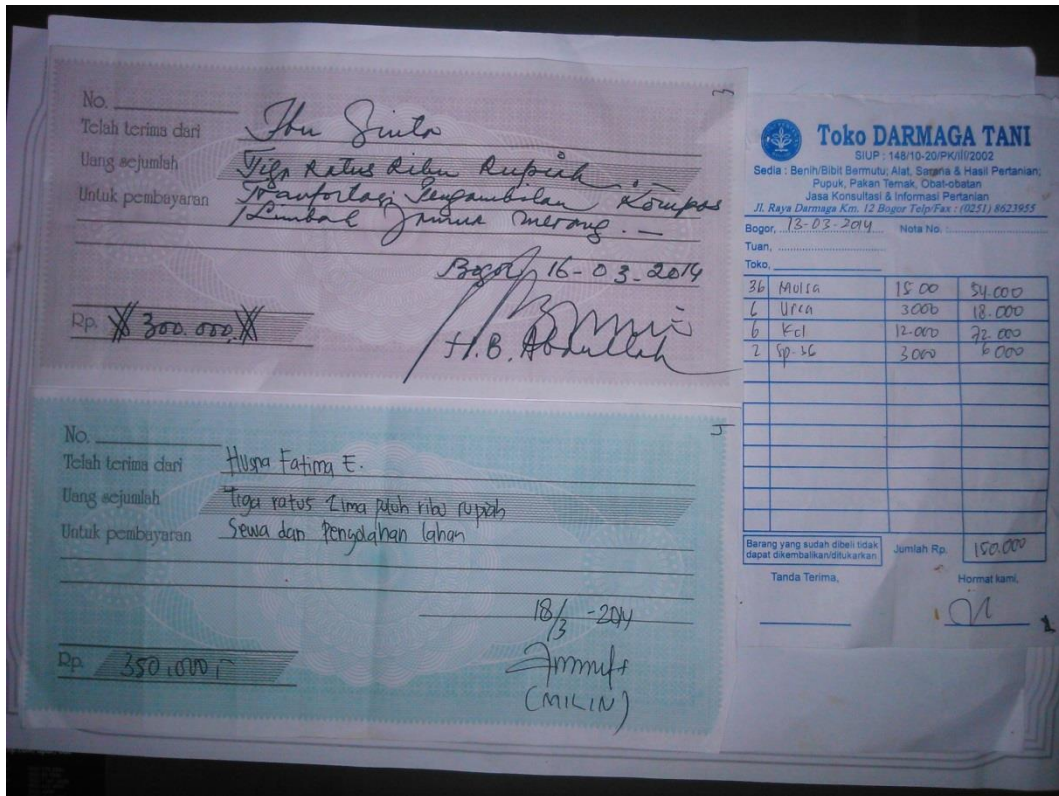 3
No.
Telah terima dari Ibu Sinta
Uang sejumlah Tiga Ratus Ribu Rupiah.
Untuk pembayaran Tranfortasi Pengambilan Kompos
Limbah Jamur merang. —
Bogor, 16-03-2014
Rp. 300.000
H.B. Abdullah
5
No.
Telah terima dari Husna Fatima E.
Uang sejumlah Tiga ratus Lima puluh ribu rupiah
Untuk pembayaran Sewa dan Pengolahan lahan
18/3 -2014
Rp. 350.000,-
(MILIN)
Toko DARMAGA TANI
SIUP : 148/10-20/PK/III/2002
Sedia : Benih/Bibit Bermutu; Alat, Sarana & Hasil Pertanian;
Pupuk, Pakan Ternak, Obat-obatan
Jasa Konsultasi & Informasi Pertanian
Jl. Raya Darmaga Km. 12 Bogor Telp/Fax : (0251) 8623955
Bogor, 13-03-2014 Nota No. :
Tuan,
Toko,
36 Mulsa 15 00 54.000
6 Urea 3000 18.000
6 Kcl 12.000 72.000
2 Sp-36 3000 6000
Barang yang sudah dibeli tidak
dapat dikembalikan/ditukarkan
Jumlah Rp. 150.000
Tanda Terima, Hormat kami,
1